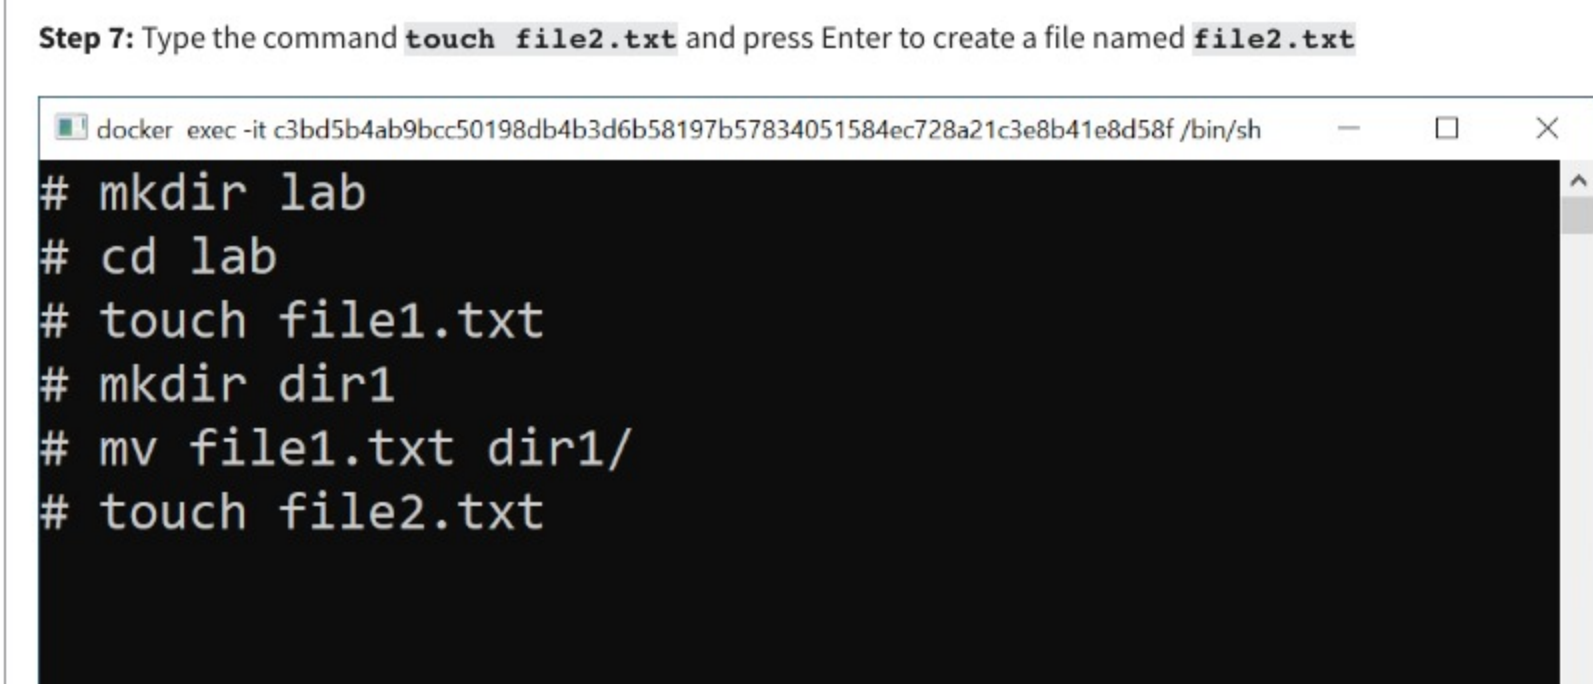 Step 7: Type the command touch file2.txt and press Enter to create a file named file2.txt
docker exec -it c3bd5b4ab9bcc50198db4b3d6b58197b57834051584ec728a21c3e8b41e8d58f /bin/sh
# mkdir lab
# cd lab
# touch file1.txt
# mkdir dir1
# mv file1.txt dir1/
# touch file2.txt